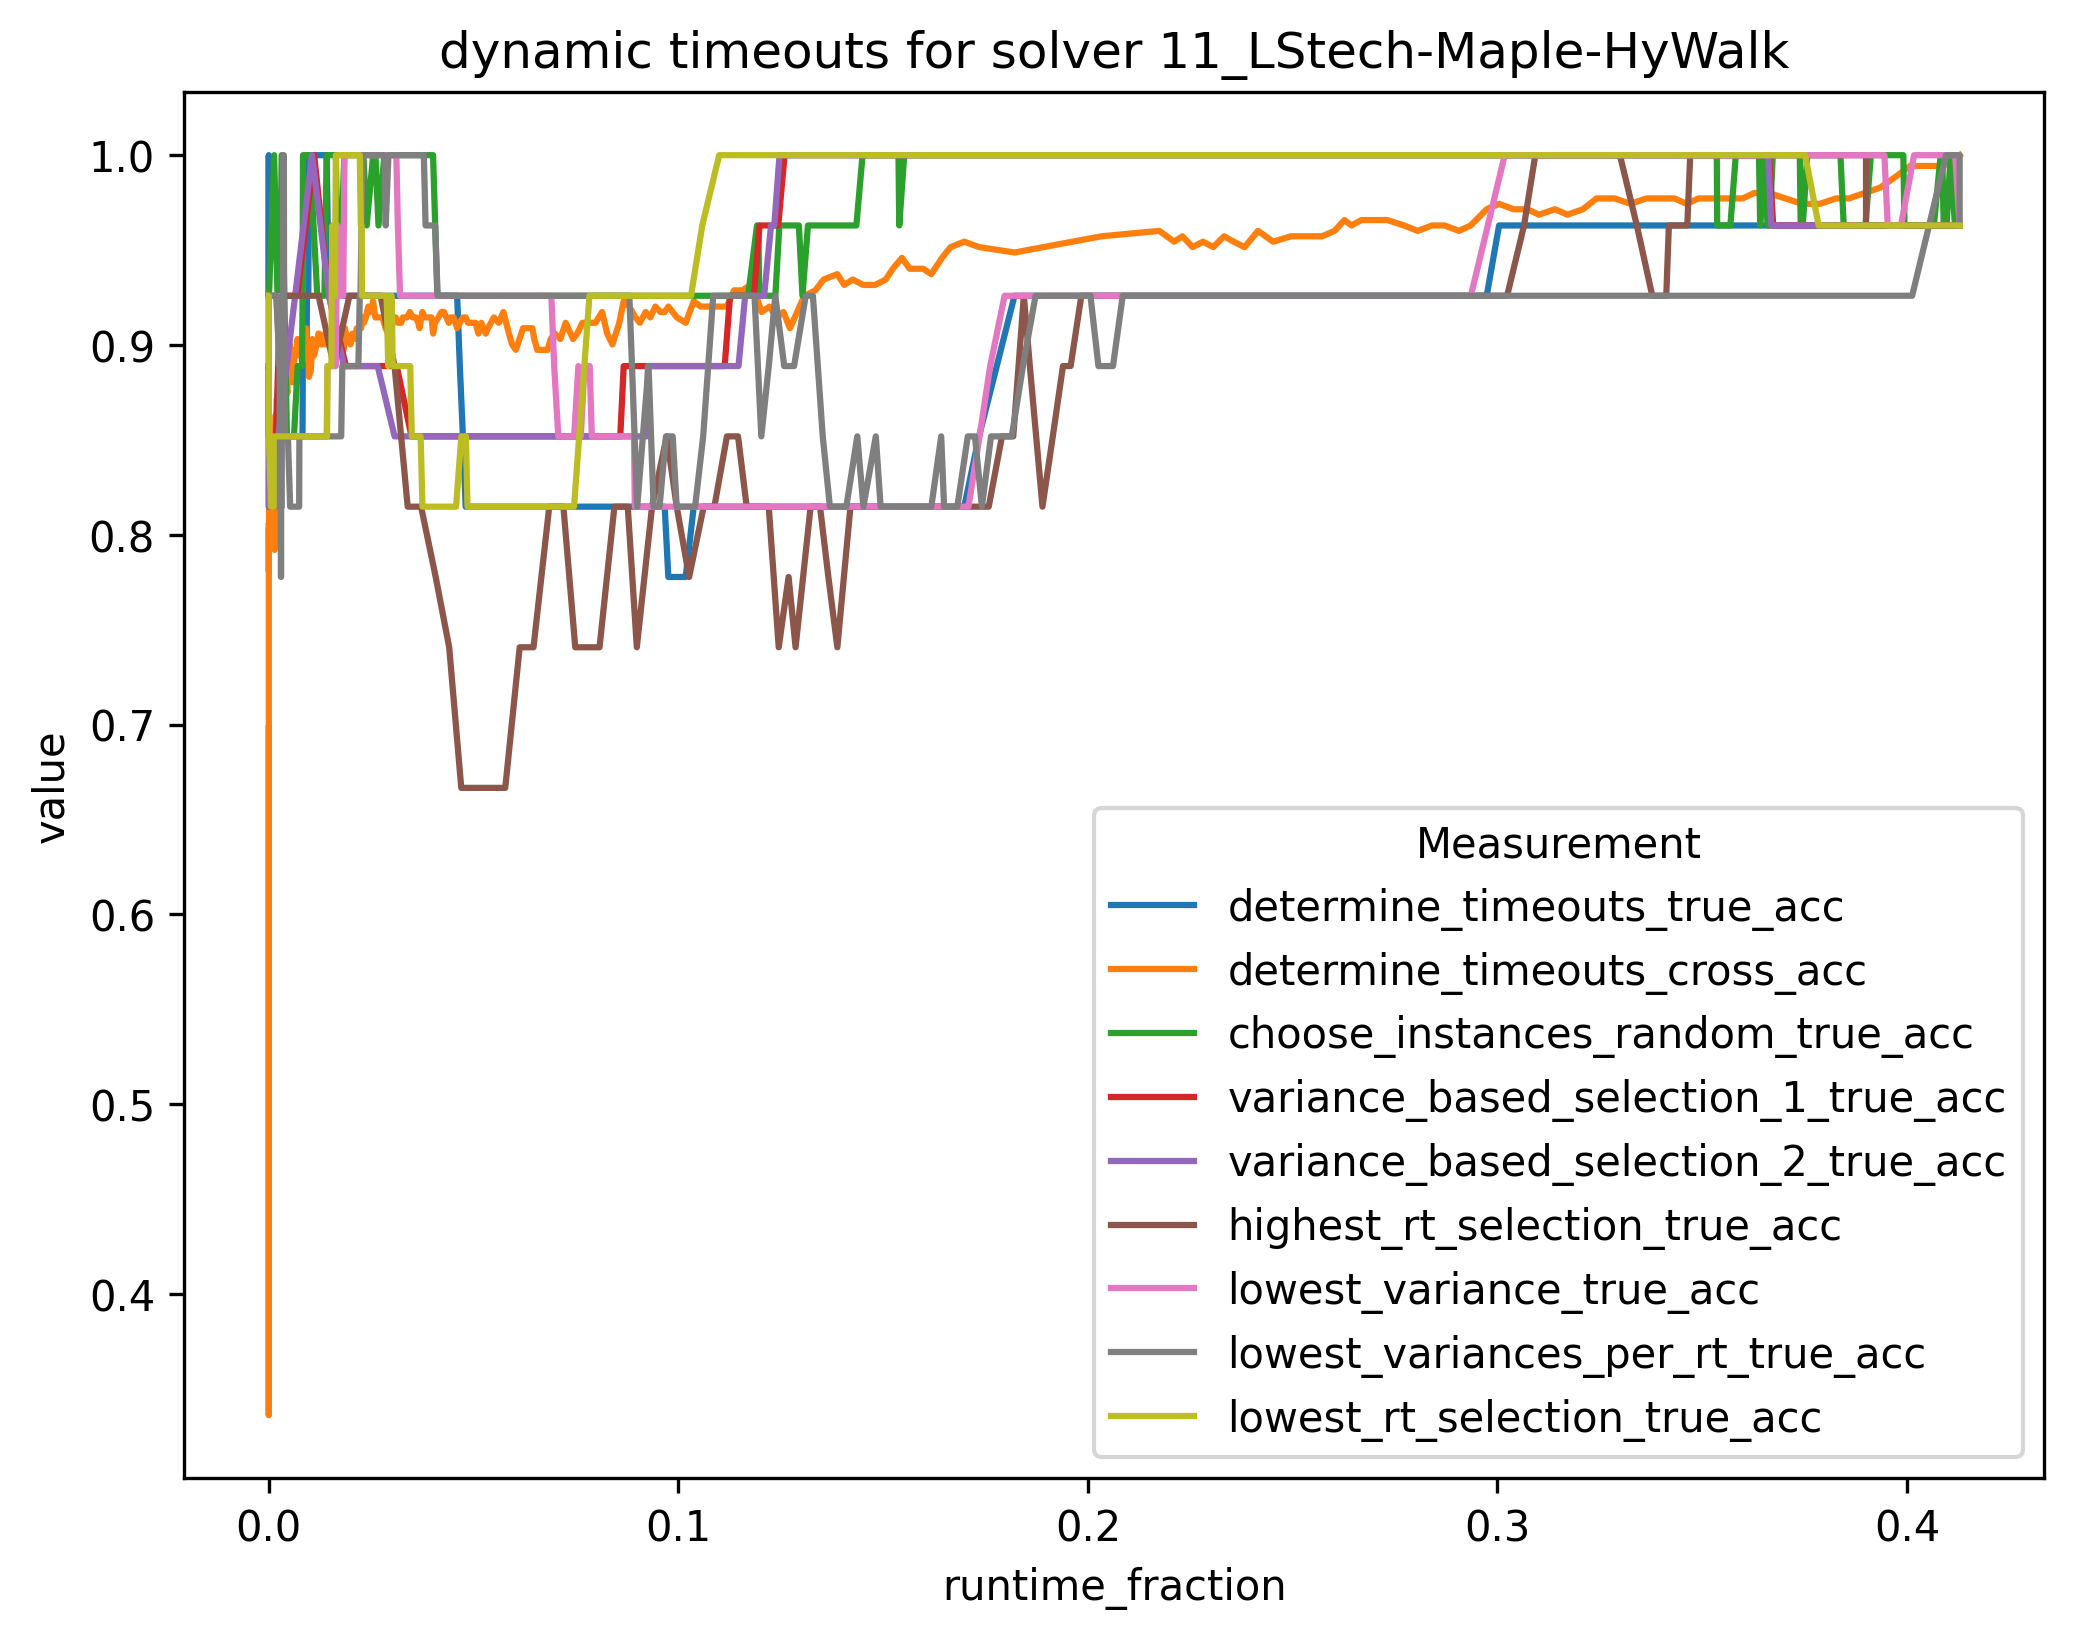 dynamic timeouts for solver 11_LStech-Maple-HyWalk
1.0
0.9
0.8
0.7
0.6
0.5
0.4
value
Measurement
determine_timeouts_true_acc
determine_timeouts_cross_acc
choose_instances_random_true_acc
variance_based_selection_1_true_acc
variance_based_selection_2_true_acc
highest_rt_selection_true_acc
lowest_variance_true_acc
lowest_variances_per_rt_true_acc
lowest_rt_selection_true_acc
0.0 0.1 0.2 0.3 0.4
runtime_fraction